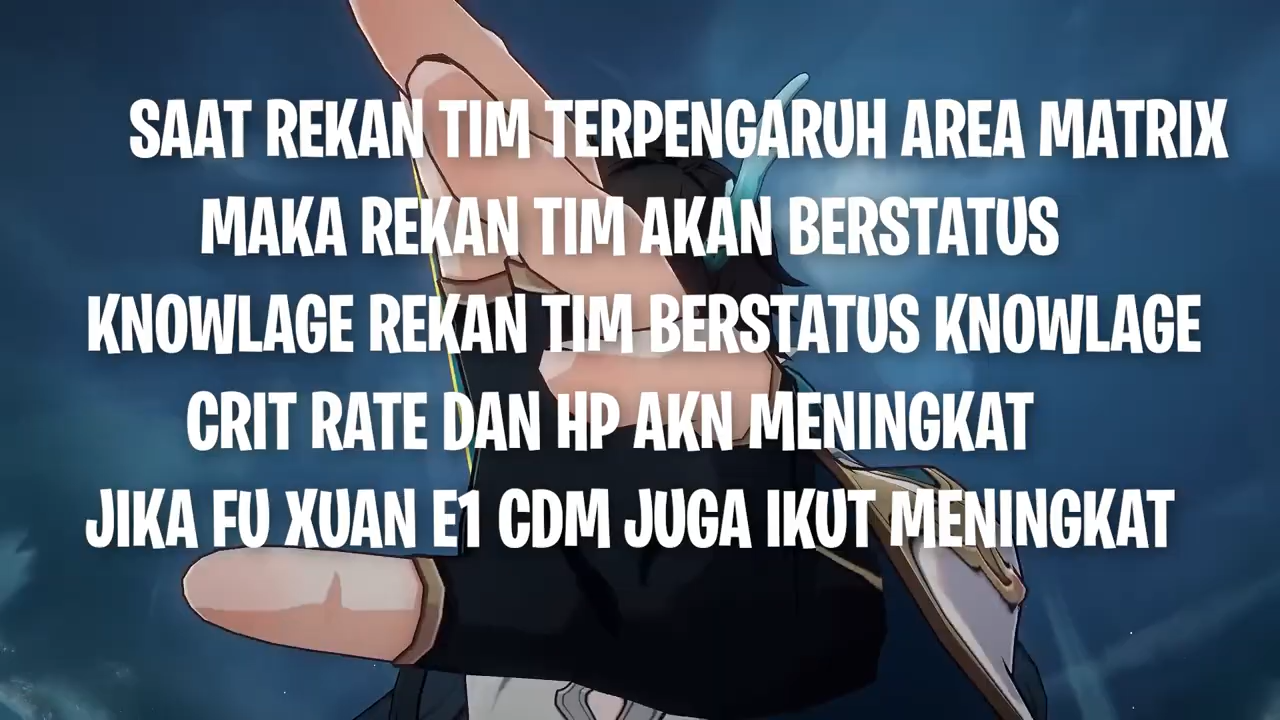 SAAT REKAN TIM TERPENGARUH AREA MATRIX
MAKA REKAN TIM AKAN BERSTATUS
KNOWLAGE REKAN TIM BERSTATUS KNOWLAGE
CRIT RATE DAN HP AKN MENINGKAT
JIKA FU XUAN E1 CDM JUGA IKUT MENINGKAT